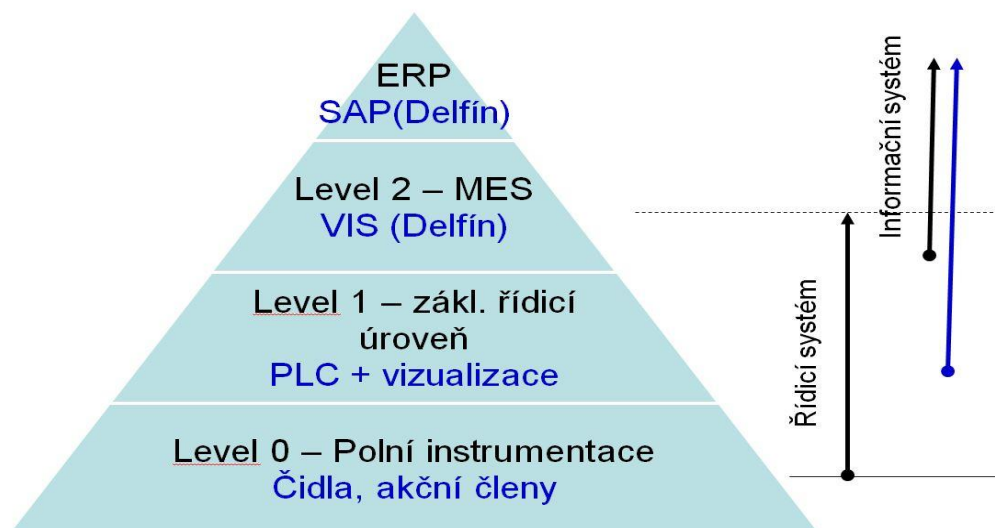 ERP
SAP(Delfín)
Level 2 – MES
VIS (Delfín)
Level 1 – zákl. řídicí
úroveň
PLC + vizualizace
Level 0 – Polní instrumentace
Čidla, akční členy
Řídicí systém
Informační systém